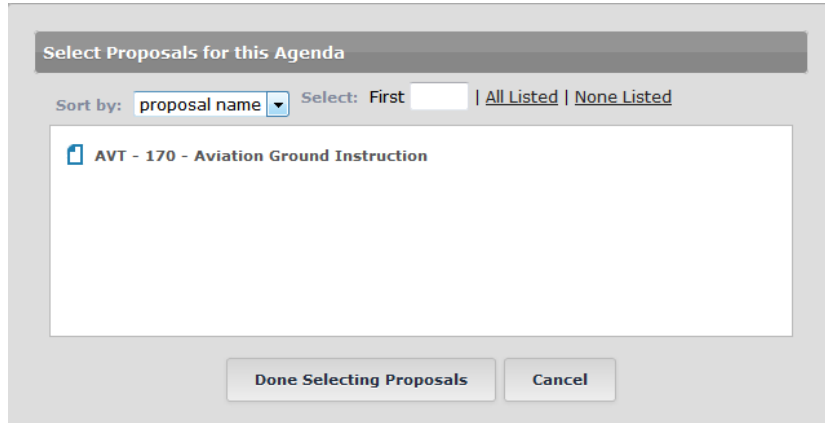 Select Proposals for this Agenda
Sort by: proposal name Select: First | All Listed | None Listed
AVT - 170 - Aviation Ground Instruction
Done Selecting Proposals Cancel